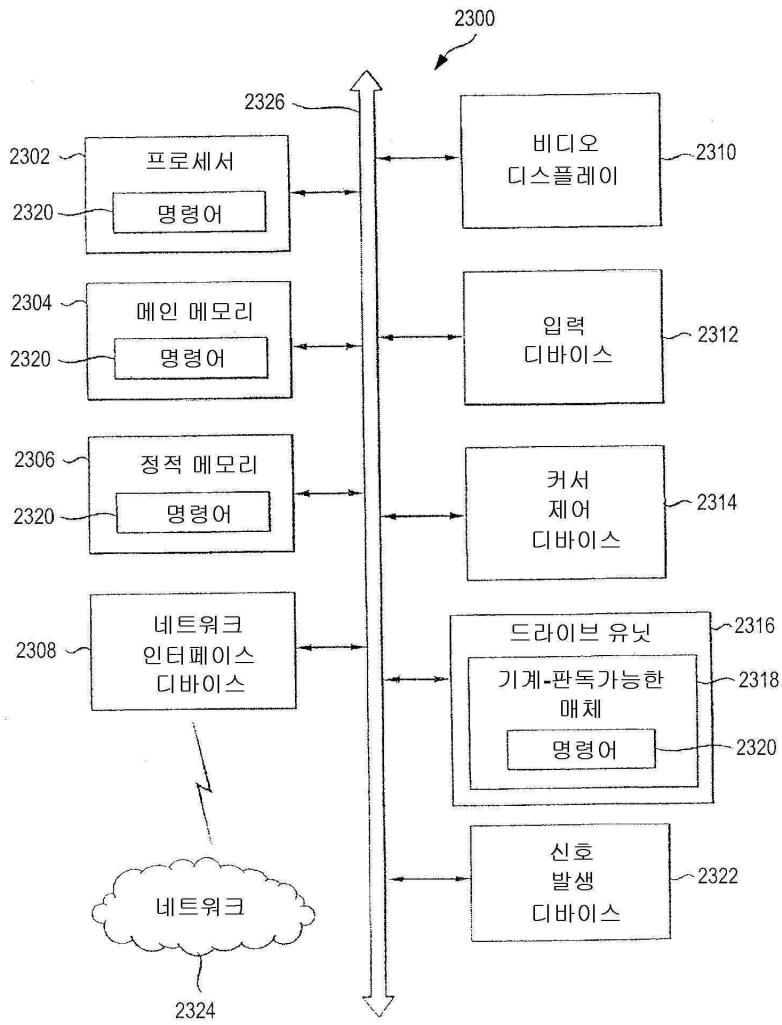 2300
2326
2302
프로세서
2320
명령어
2304
메인 메모리
2320
명령어
2306
정적 메모리
2320
명령어
2308
네트워크
인터페이스
디바이스
네트워크
2324
비디오
디스플레이
2310
입력
디바이스
2312
커서
제어
디바이스
2314
드라이브 유닛
2316
기계-판독가능한
매체
2318
명령어
2320
신호
발생
디바이스
2322